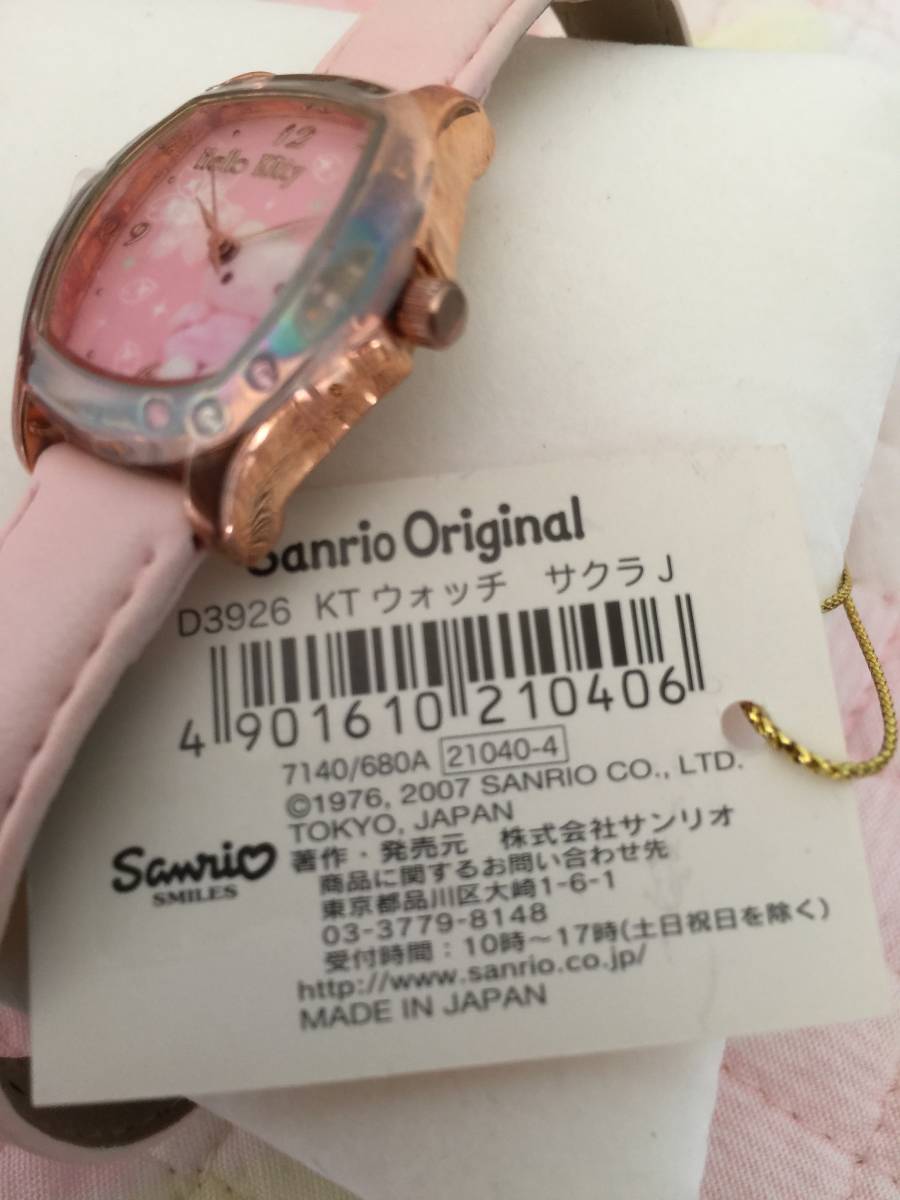 12
Hello Kitty
9
Sanrio Original
D3926 KTウォッチ サクラJ
4 901610 210406
7140/680A 21040-4
©1976, 2007 SANRIO CO., LTD.
TOKYO, JAPAN
Sanrio
SMILES
著作・発売元 株式会社サンリオ
商品に関するお問い合わせ先
東京都品川区大崎1-6-1
03-3779-8148
受付時間：10時～17時(土日祝日を除く)
http://www.sanrio.co.jp/
MADE IN JAPAN